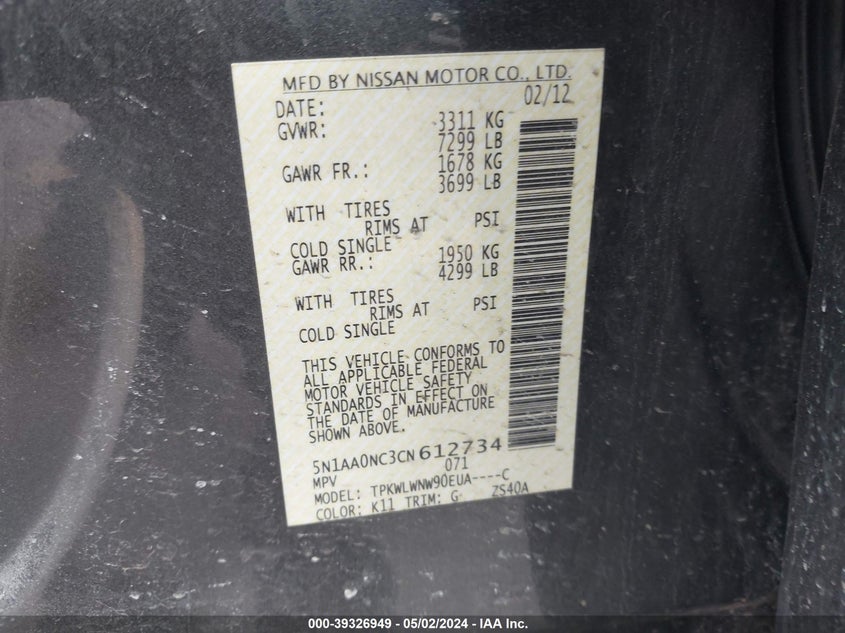 MFD BY NISSAN MOTOR CO., LTD.
DATE: 02/12
GVWR: 3311 KG
7299 LB
GAWR FR.: 1678 KG
3699 LB
WITH TIRES
RIMS AT PSI
COLD SINGLE
GAWR RR.: 1950 KG
4299 LB
WITH TIRES
RIMS AT PSI
COLD SINGLE
THIS VEHICLE CONFORMS TO
ALL APPLICABLE FEDERAL
MOTOR VEHICLE SAFETY
STANDARDS IN EFFECT ON
THE DATE OF MANUFACTURE
SHOWN ABOVE.
5N1AA0NC3CN612734
MPV 071
MODEL: TPKWLWNW90EUA----C
COLOR: K11 TRIM: G ZS40A
000-39326949 - 05/02/2024 - IAA Inc.